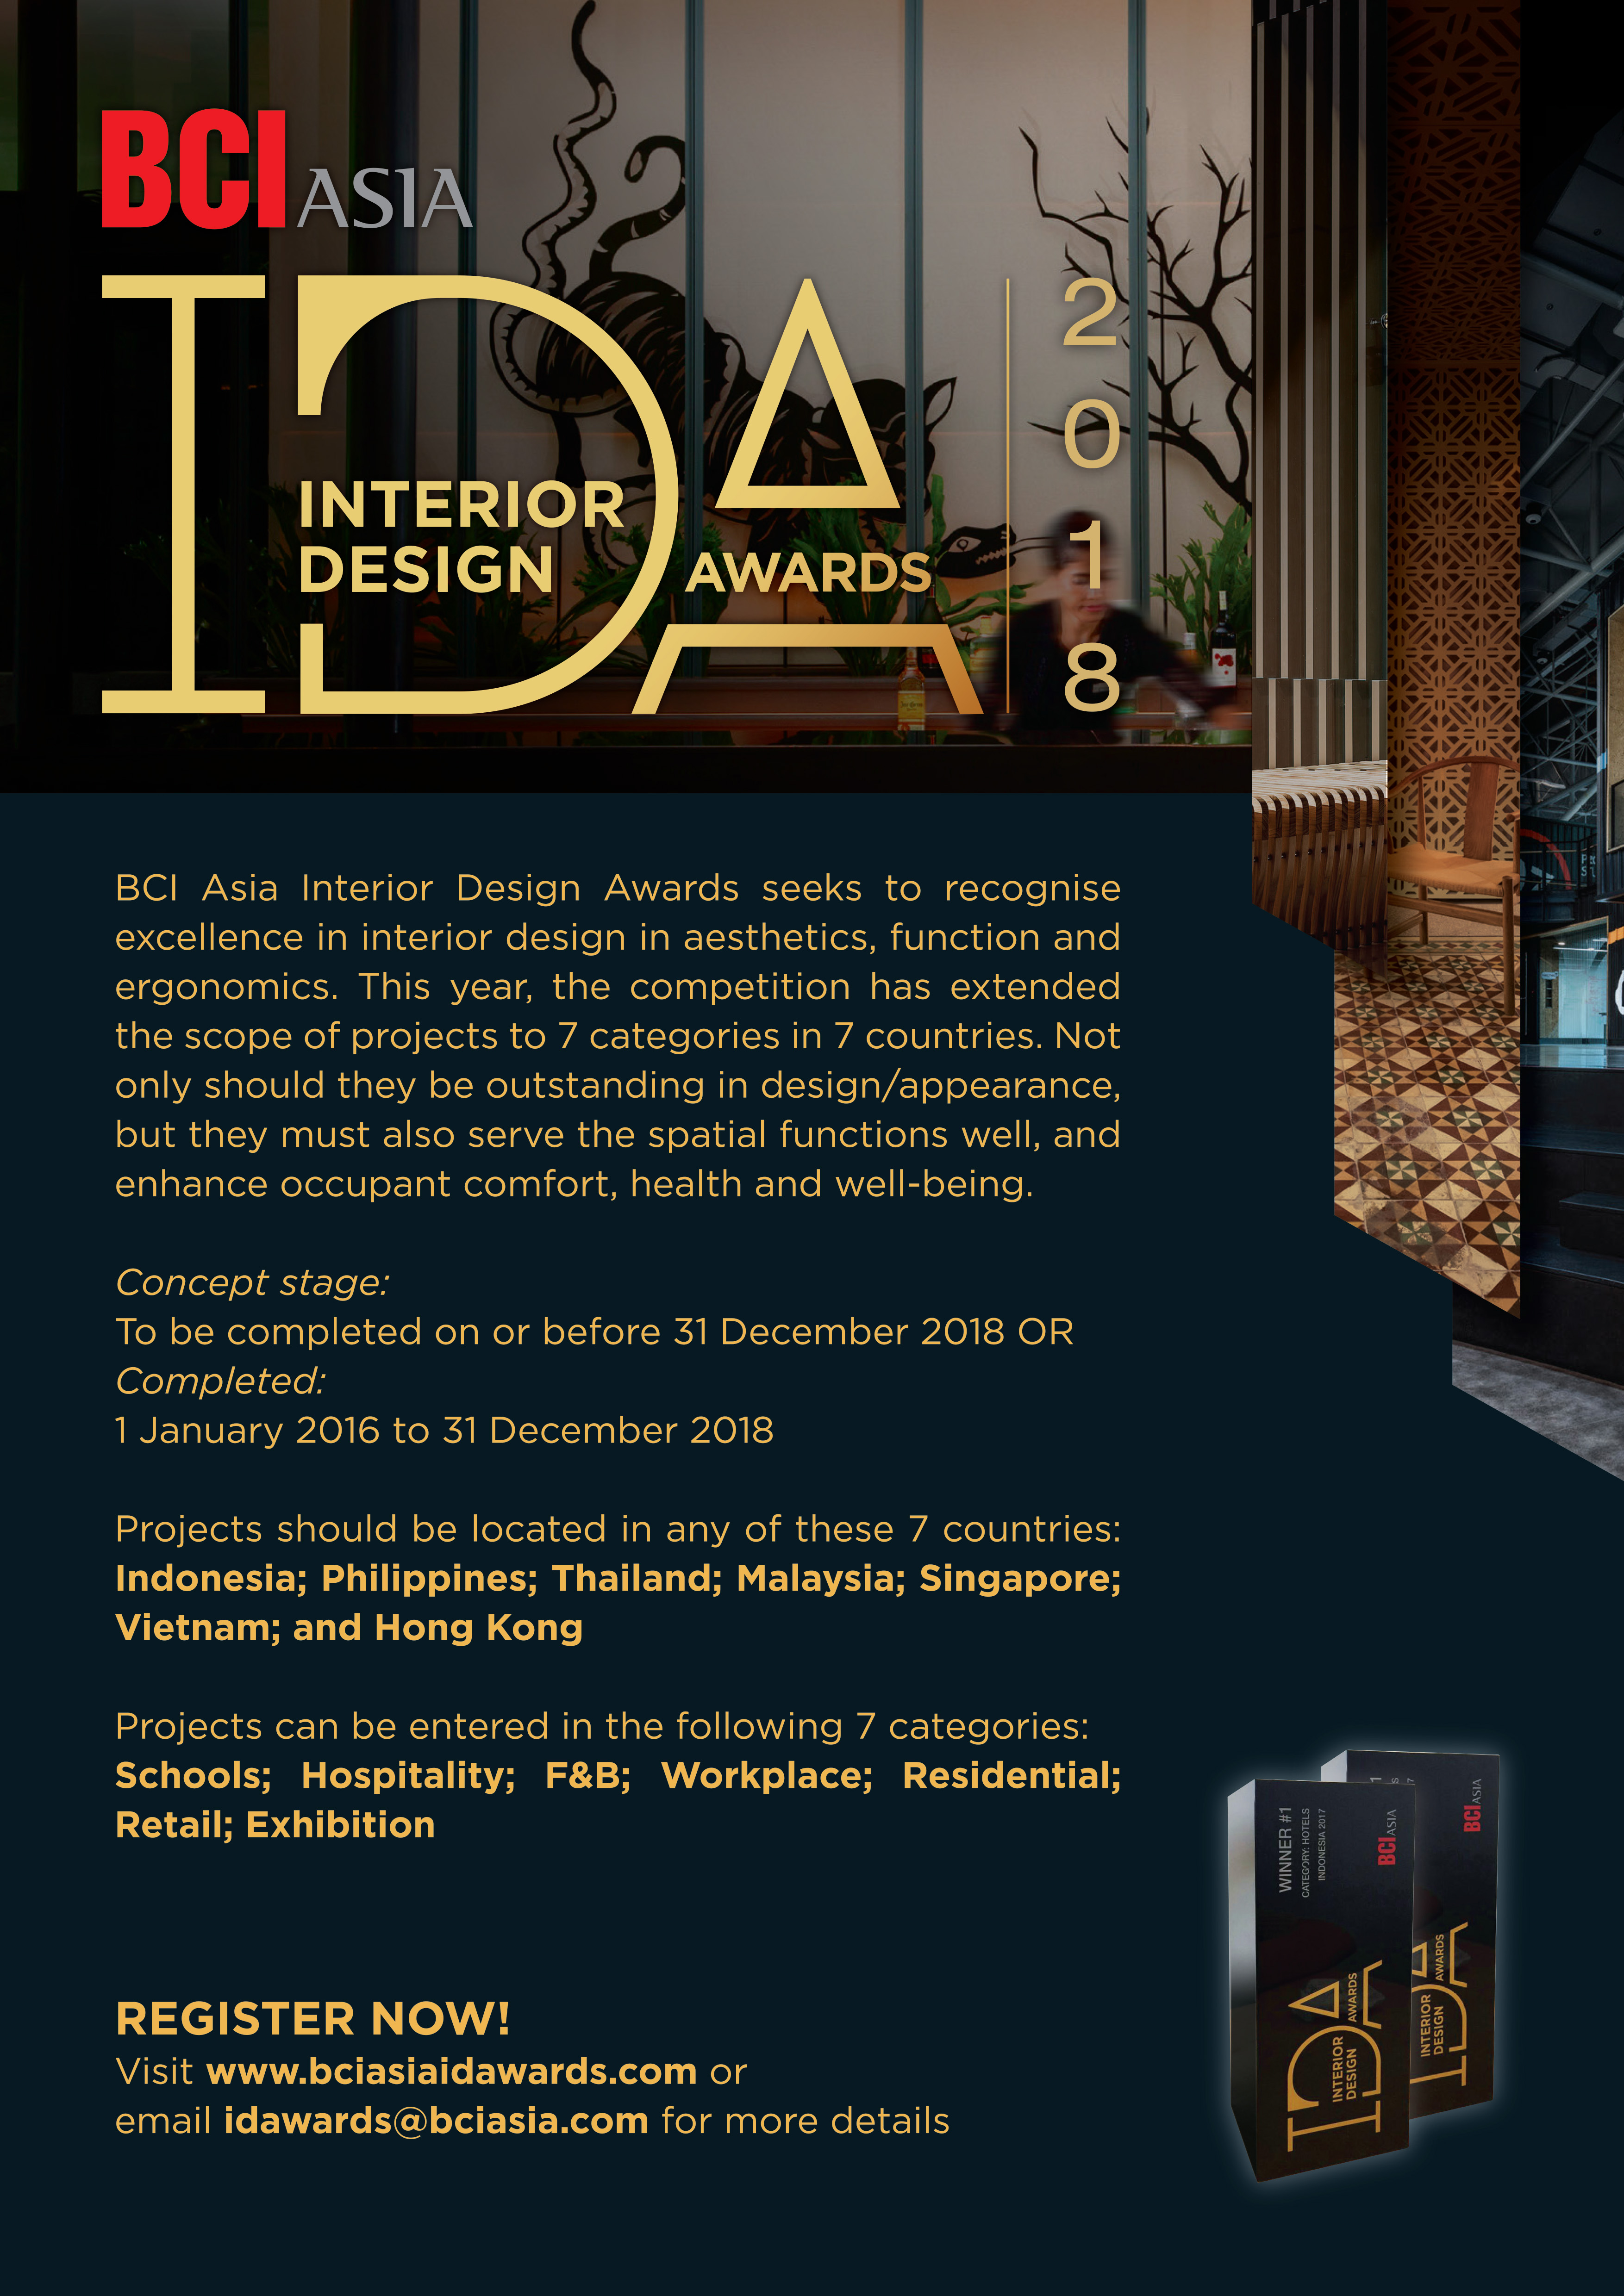 BCI ASIA
IDA
INTERIOR
DESIGN
AWARDS
2018
BCI Asia Interior Design Awards seeks to recognise
excellence in interior design in aesthetics, function and
ergonomics. This year, the competition has extended
the scope of projects to 7 categories in 7 countries. Not
only should they be outstanding in design/appearance,
but they must also serve the spatial functions well, and
enhance occupant comfort, health and well-being.
Concept stage:
To be completed on or before 31 December 2018 OR
Completed:
1 January 2016 to 31 December 2018
Projects should be located in any of these 7 countries:
Indonesia; Philippines; Thailand; Malaysia; Singapore;
Vietnam; and Hong Kong
Projects can be entered in the following 7 categories:
Schools; Hospitality; F&B; Workplace; Residential;
Retail; Exhibition
REGISTER NOW!
Visit www.bciasiaidawards.com or
email idawards@bciasia.com for more details
WINNER #1
CATEGORY: HOTELS
INDONESIA 2017
BCI ASIA
IDA
INTERIOR
DESIGN
AWARDS
BCI ASIA
IDA
INTERIOR
DESIGN
AWARDS